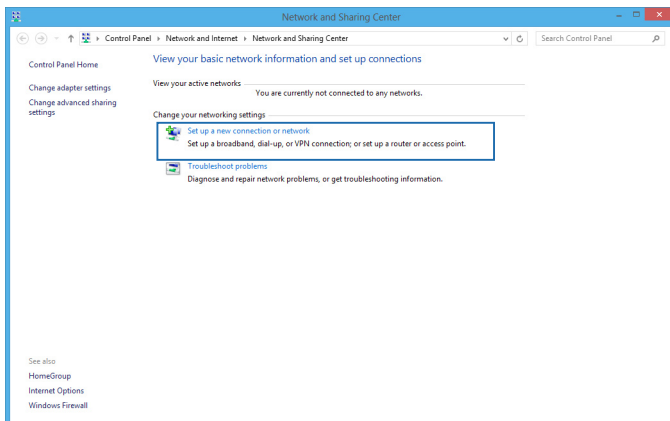 Network and Sharing Center
Control Panel Network and Internet Network and Sharing Center
Search Control Panel
Control Panel Home
Change adapter settings
Change advanced sharing
settings
View your basic network information and set up connections
View your active networks
You are currently not connected to any networks.
Change your networking settings
Set up a new connection or network
Set up a broadband, dial-up, or VPN connection; or set up a router or access point.
Troubleshoot problems
Diagnose and repair network problems, or get troubleshooting information.
See also
HomeGroup
Internet Options
Windows Firewall